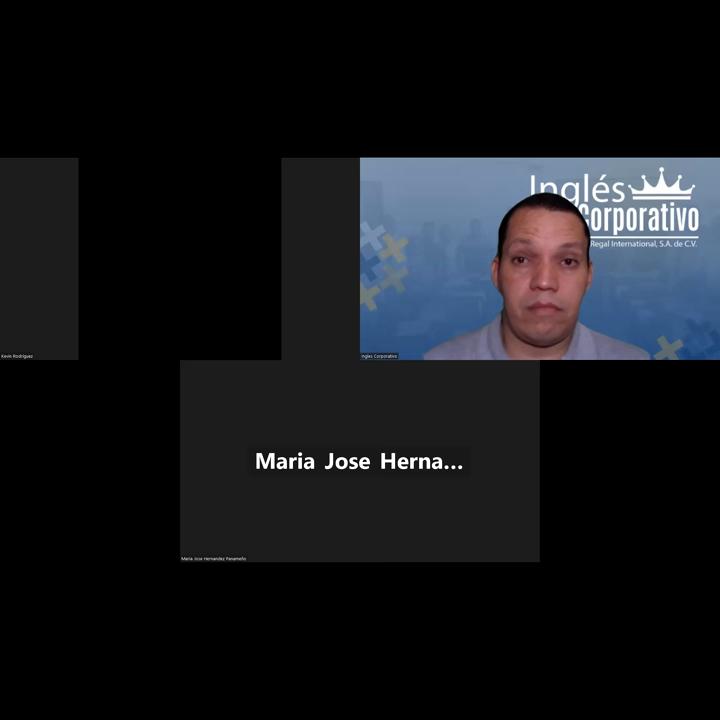 Inglés
Corporativo
Regal International, S.A. de C.V.
Kevin Rodriguez
Ingles Corporativo
Maria Jose Herna...
Maria Jose Hernandez Panameño